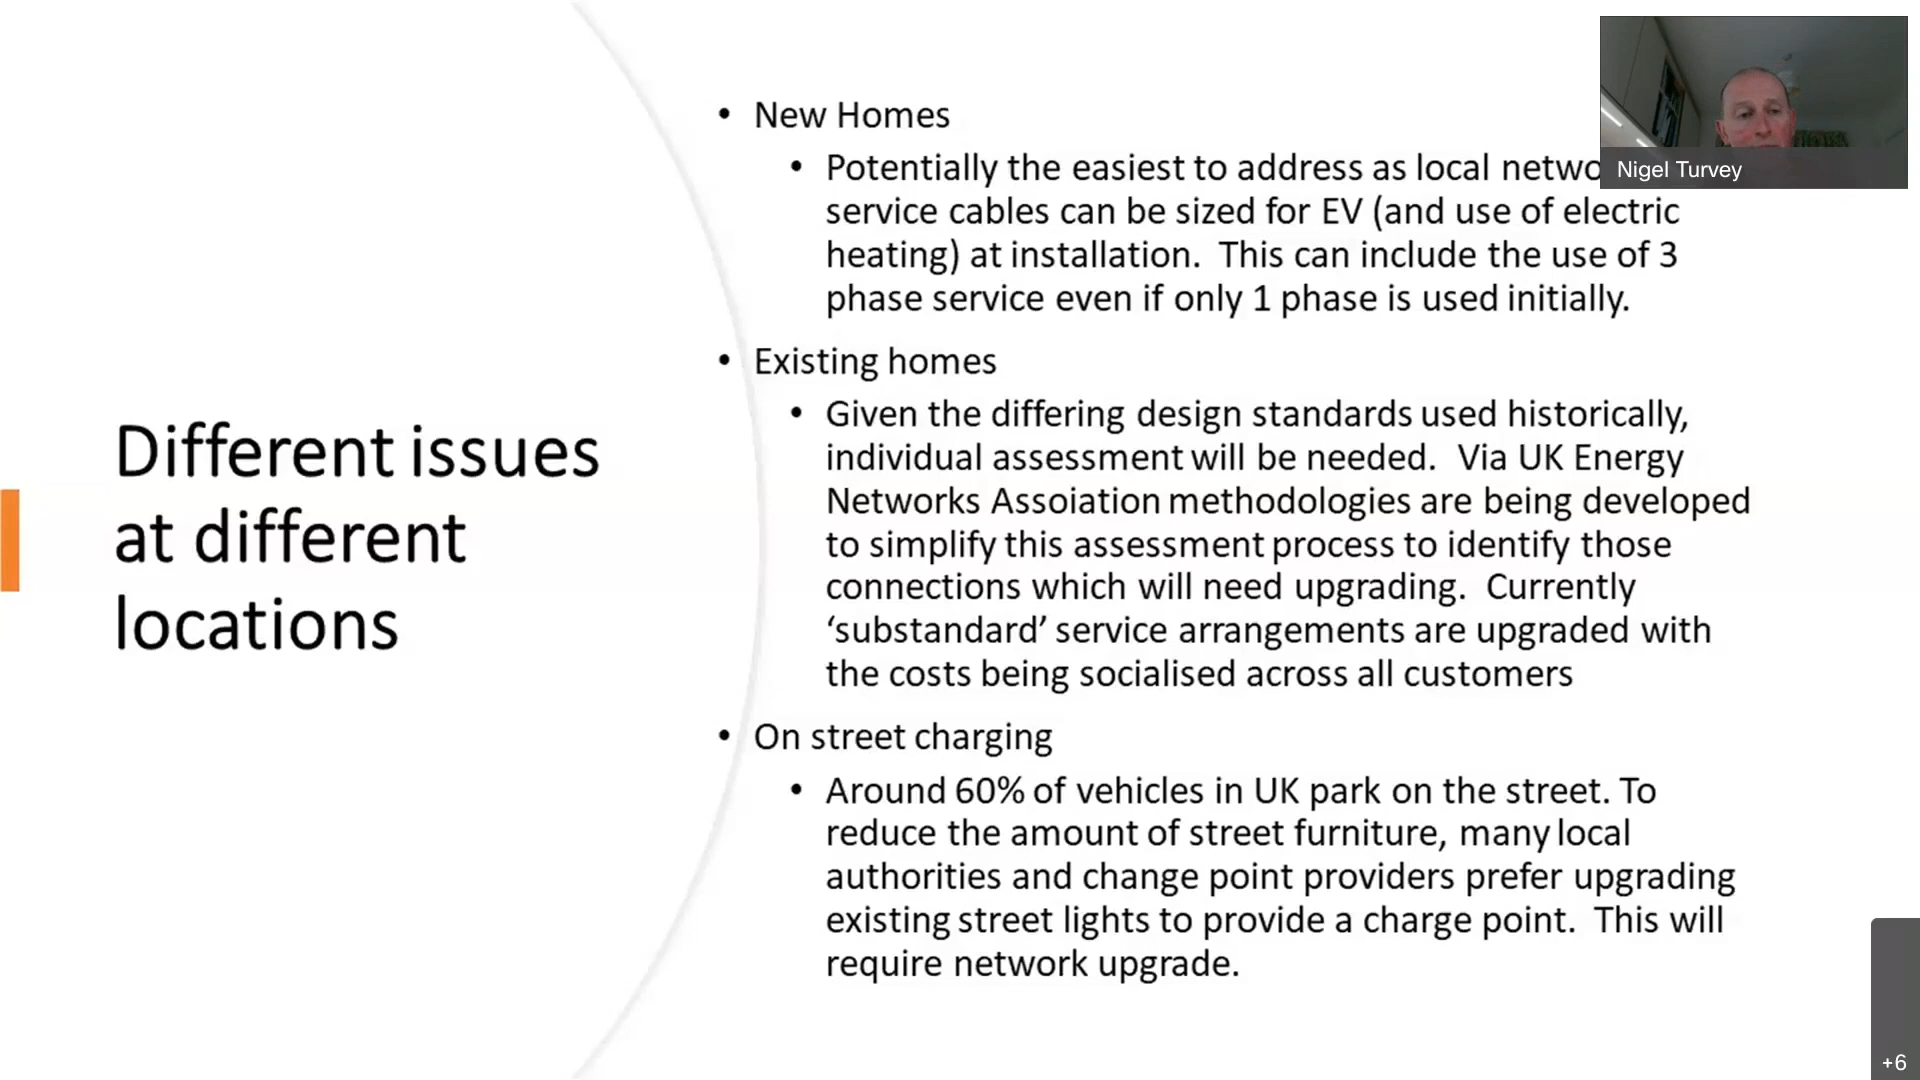 Different issues
at different
locations
• New Homes
• Potentially the easiest to address as local netwo
service cables can be sized for EV (and use of electric
heating) at installation.  This can include the use of 3
phase service even if only 1 phase is used initially.
• Existing homes
• Given the differing design standards used historically,
individual assessment will be needed.  Via UK Energy
Networks Assoiation methodologies are being developed
to simplify this assessment process to identify those
connections which will need upgrading.  Currently
‘substandard’ service arrangements are upgraded with
the costs being socialised across all customers
• On street charging
• Around 60% of vehicles in UK park on the street. To
reduce the amount of street furniture, many local
authorities and change point providers prefer upgrading
existing street lights to provide a charge point.  This will
require network upgrade.
Nigel Turvey
+6